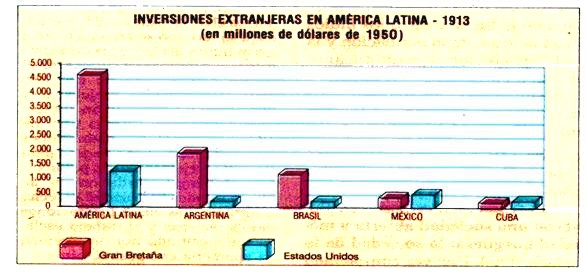 INVERSIONES EXTRANJERAS EN AMÉRICA LATINA - 1913
(en millones de dólares de 1950)
5.000
4.500
4.000
3.500
3.000
2.500
2.000
1.500
1.000
500
0
AMÉRICA LATINA ARGENTINA BRASIL MÉXICO CUBA
Gran Bretaña Estados Unidos